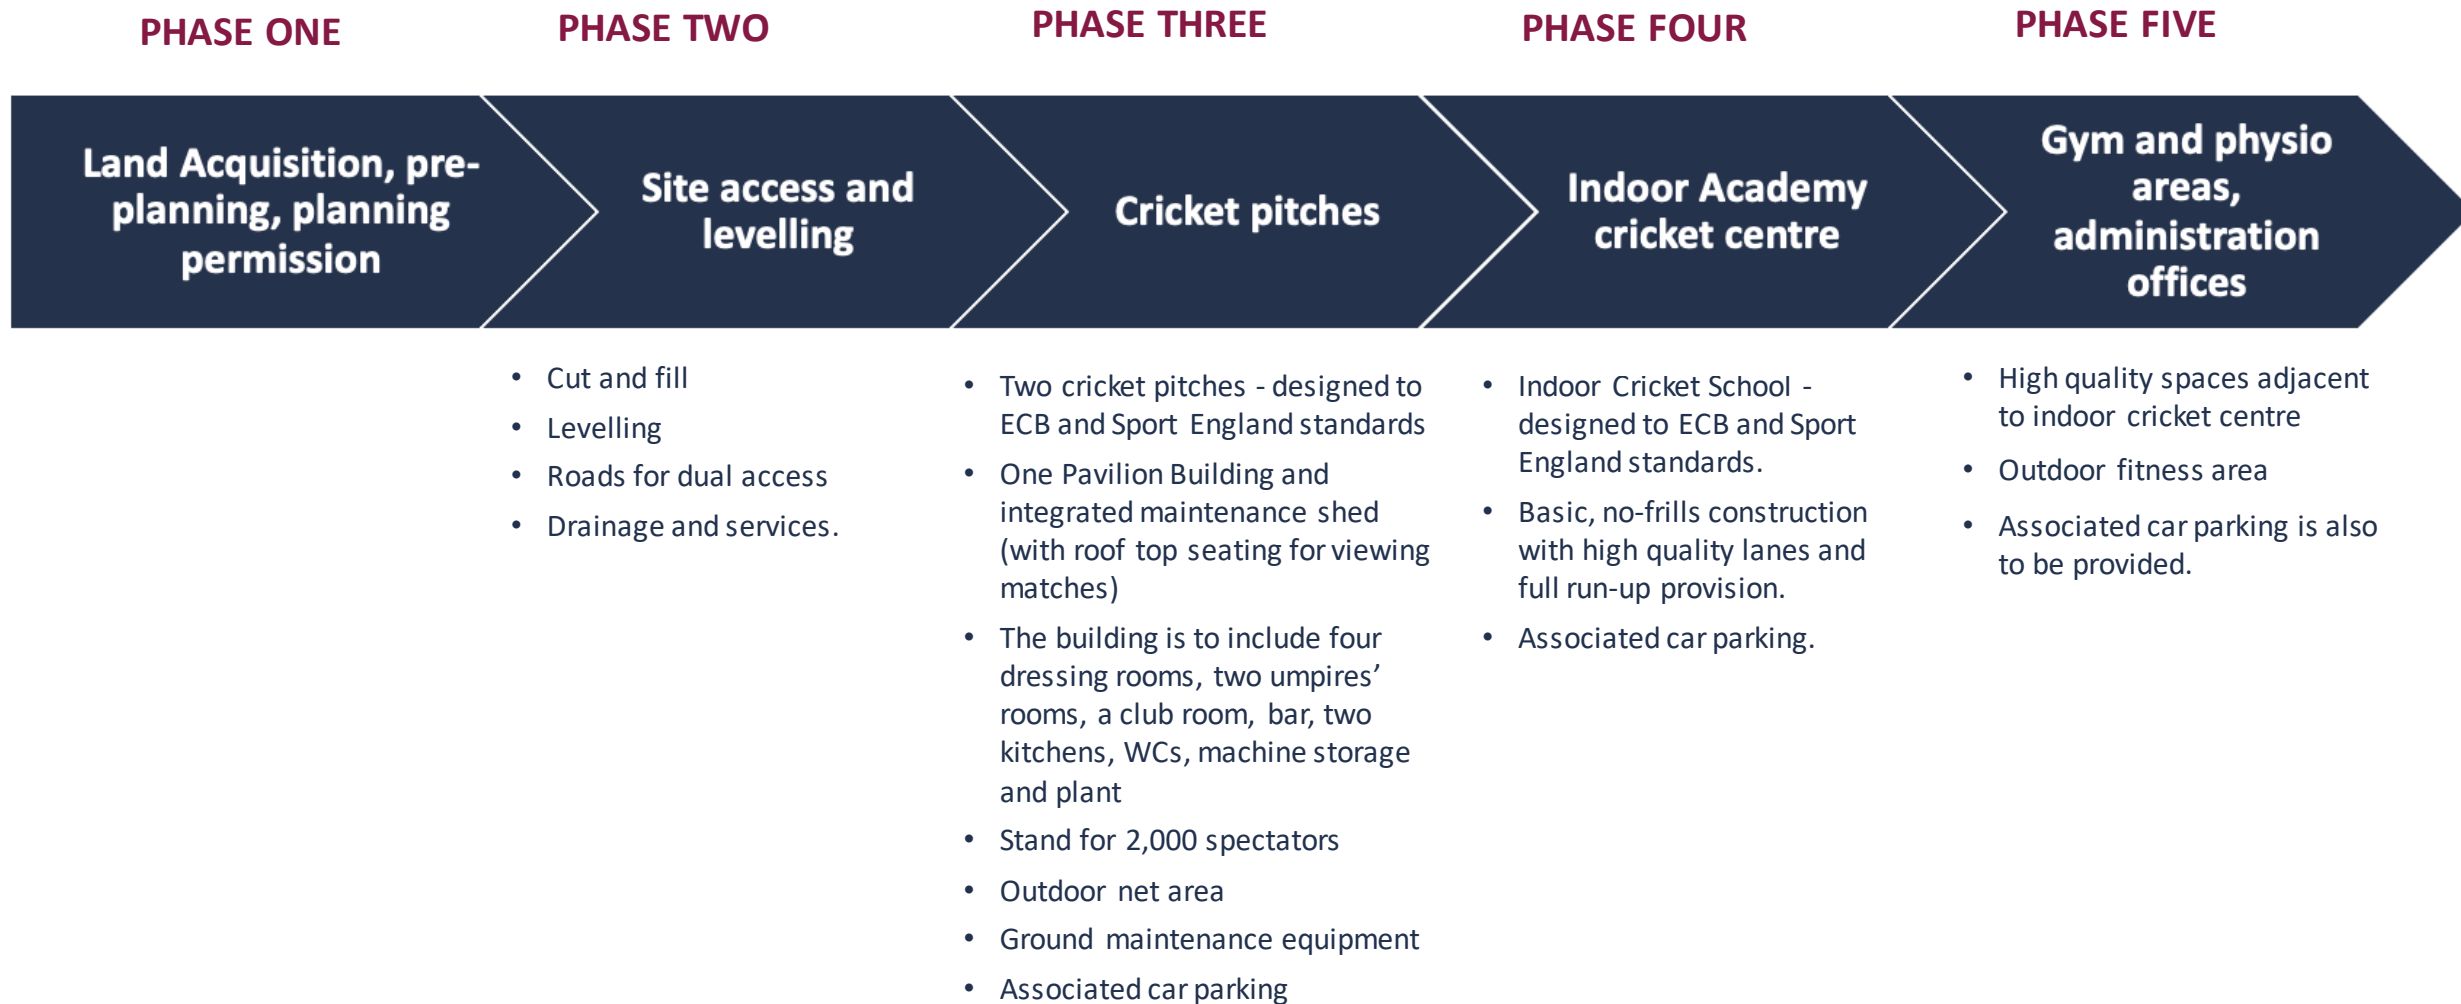 PHASE ONE
PHASE TWO
PHASE THREE
PHASE FOUR
PHASE FIVE
Land Acquisition, pre-
planning, planning
permission
Site access and
levelling
Cricket pitches
Indoor Academy
cricket centre
Gym and physio
areas,
administration
offices
• Cut and fill
• Levelling
• Roads for dual access
• Drainage and services.
• Two cricket pitches - designed to
ECB and Sport England standards
• One Pavilion Building and
integrated maintenance shed
(with roof top seating for viewing
matches)
• The building is to include four
dressing rooms, two umpires’
rooms, a club room, bar, two
kitchens, WCs, machine storage
and plant
• Stand for 2,000 spectators
• Outdoor net area
• Ground maintenance equipment
• Associated car parking
• Indoor Cricket School -
designed to ECB and Sport
England standards.
• Basic, no-frills construction
with high quality lanes and
full run-up provision.
• Associated car parking.
• High quality spaces adjacent
to indoor cricket centre
• Outdoor fitness area
• Associated car parking is also
to be provided.